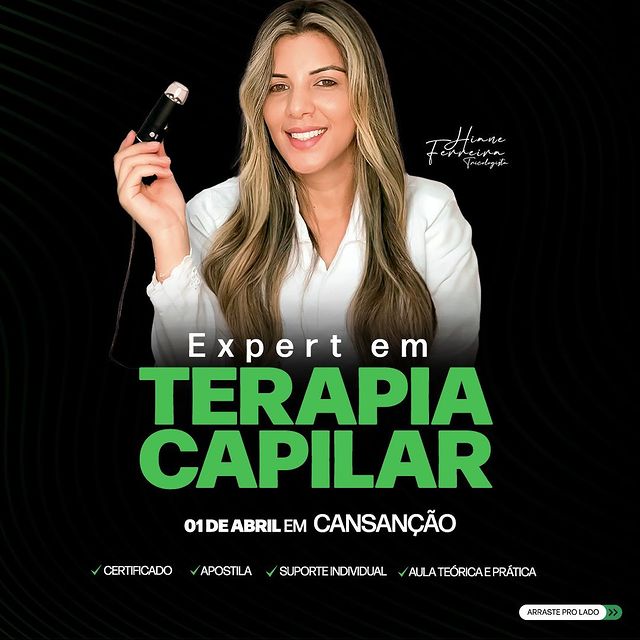 Hiane
Ferreira
Tricologista
Expert em
TERAPIA
CAPILAR
01 DE ABRIL EM CANSANÇÃO
✓ CERTIFICADO ✓ APOSTILA ✓ SUPORTE INDIVIDUAL ✓ AULA TEÓRICA E PRÁTICA
ARRASTE PRO LADO »